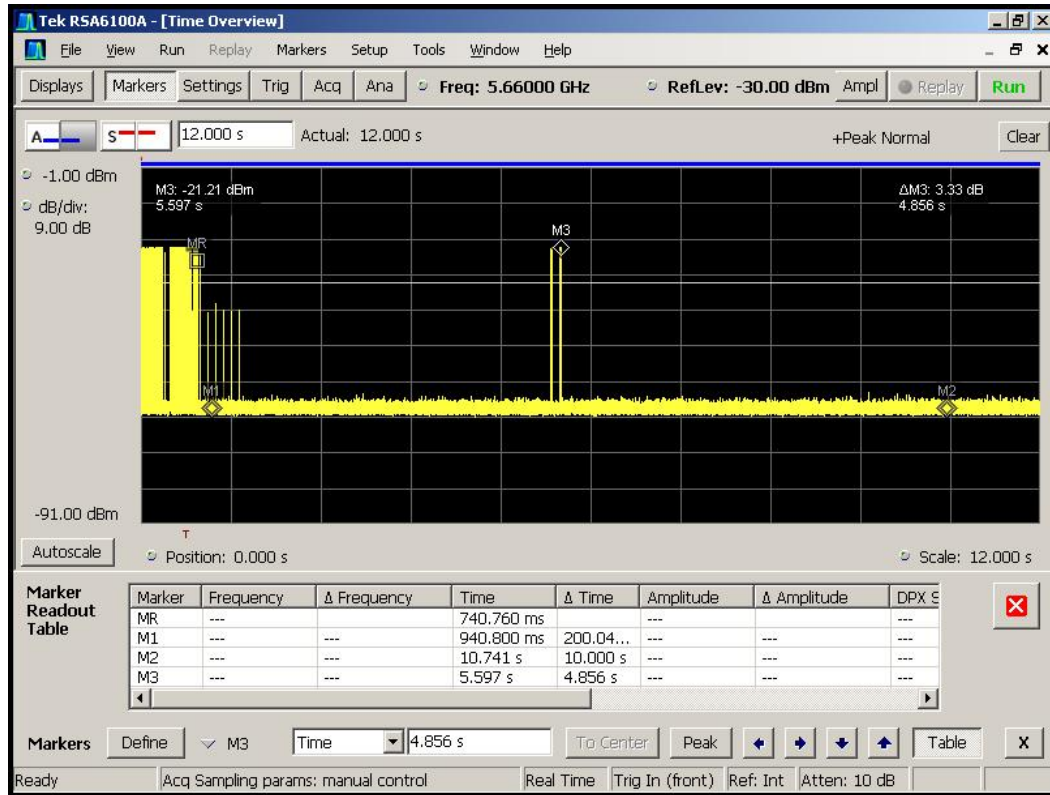 Tek RSA6100A - [Time Overview]
File View Run Replay Markers Setup Tools Window Help
Displays Markers Settings Trig Acq Ana Freq: 5.66000 GHz RefLev: -30.00 dBm Ampl Replay Run
A S 12.000 s Actual: 12.000 s +Peak Normal Clear
-1.00 dBm
dB/div:
9.00 dB
M3: -21.21 dBm
5.597 s
ΔM3: 3.33 dB
4.856 s
MR
M3
M1
M2
-91.00 dBm
T
Autoscale Position: 0.000 s Scale: 12.000 s
Marker
Readout
Table
Marker Frequency Δ Frequency Time Δ Time Amplitude Δ Amplitude DPX S
MR --- 740.760 ms ---
M1 --- --- 940.800 ms 200.04... --- --- ---
M2 --- --- 10.741 s 10.000 s --- --- ---
M3 --- --- 5.597 s 4.856 s --- --- ---
Markers Define M3 Time 4.856 s To Center Peak Table X
Ready Acq Sampling params: manual control Real Time Trig In (front) Ref: Int Atten: 10 dB